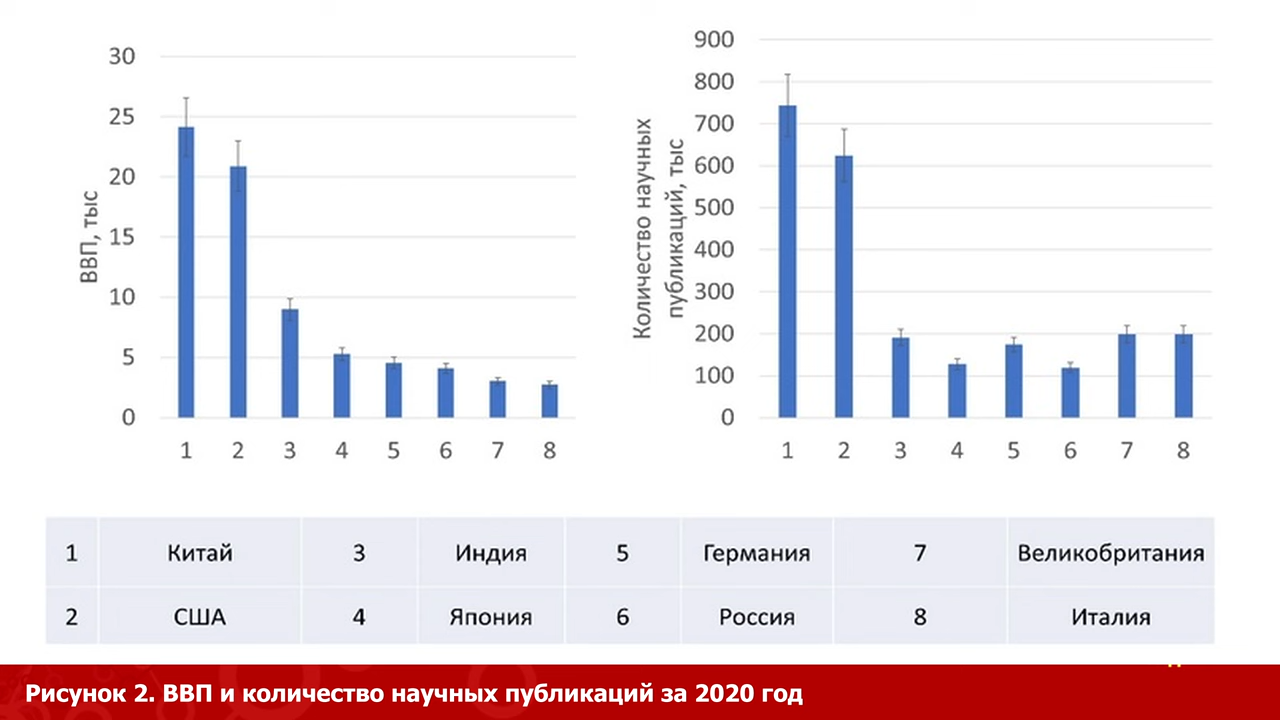 30
25
20
15
10
5
0
ВВП, тыс
1 2 3 4 5 6 7 8
900
800
700
600
500
400
300
200
100
0
Количество научных
публикаций, тыс
1 2 3 4 5 6 7 8
1 Китай 3 Индия 5 Германия 7 Великобритания
2 США 4 Япония 6 Россия 8 Италия
Рисунок 2. ВВП и количество научных публикаций за 2020 год